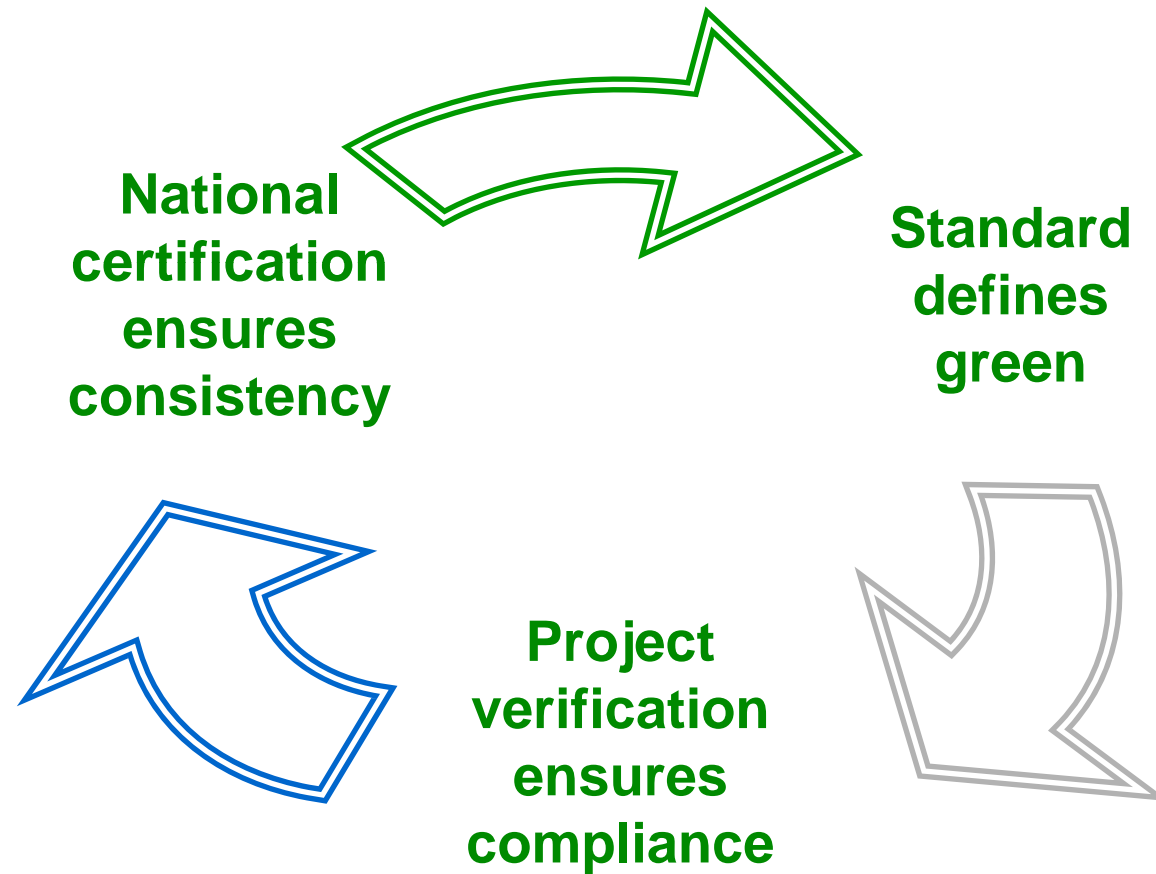 National
certification
ensures
consistency
Standard
defines
green
Project
verification
ensures
compliance